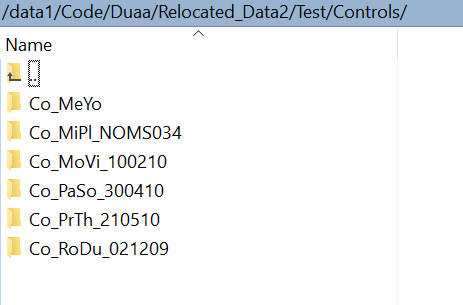 /data1/Code/Duaa/Relocated_Data2/Test/Controls/
Name
..
Co_MeYo
Co_MiPl_NOMS034
Co_MoVi_100210
Co_PaSo_300410
Co_PrTh_210510
Co_RoDu_021209